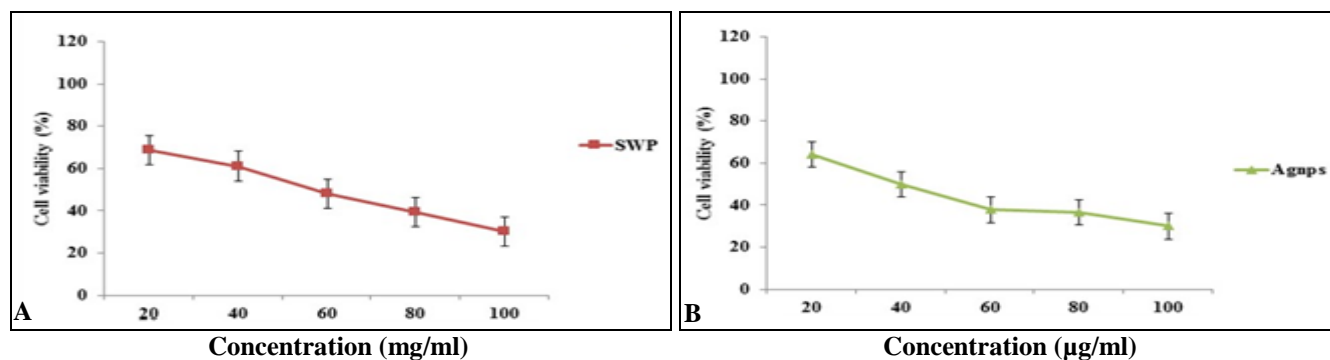 120
100
80
60
40
20
0
Cell viability (%)
20 40 60 80 100
SWP
A
Concentration (mg/ml)
120
100
80
60
40
20
0
Cell viability (%)
20 40 60 80 100
Agnps
B
Concentration (µg/ml)